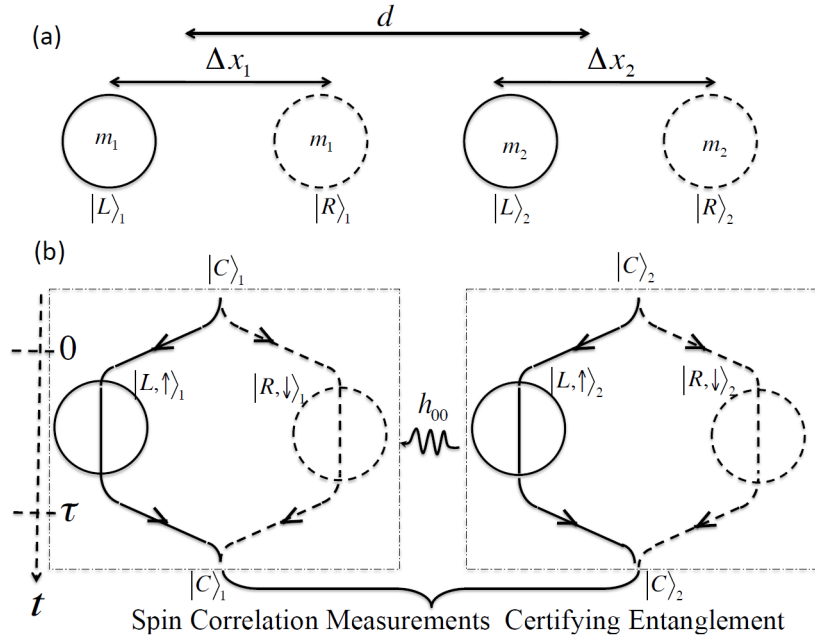 (a)
d
Δx₁ Δx₂
m₁ m₁ m₂ m₂
|L⟩₁ |R⟩₁ |L⟩₂ |R⟩₂
(b)
|C⟩₁ |C⟩₂
0
|L,↑⟩₁ |R,↓⟩₁ h₀₀ |L,↑⟩₂ |R,↓⟩₂
τ
|C⟩₁ |C⟩₂
t
Spin Correlation Measurements Certifying Entanglement